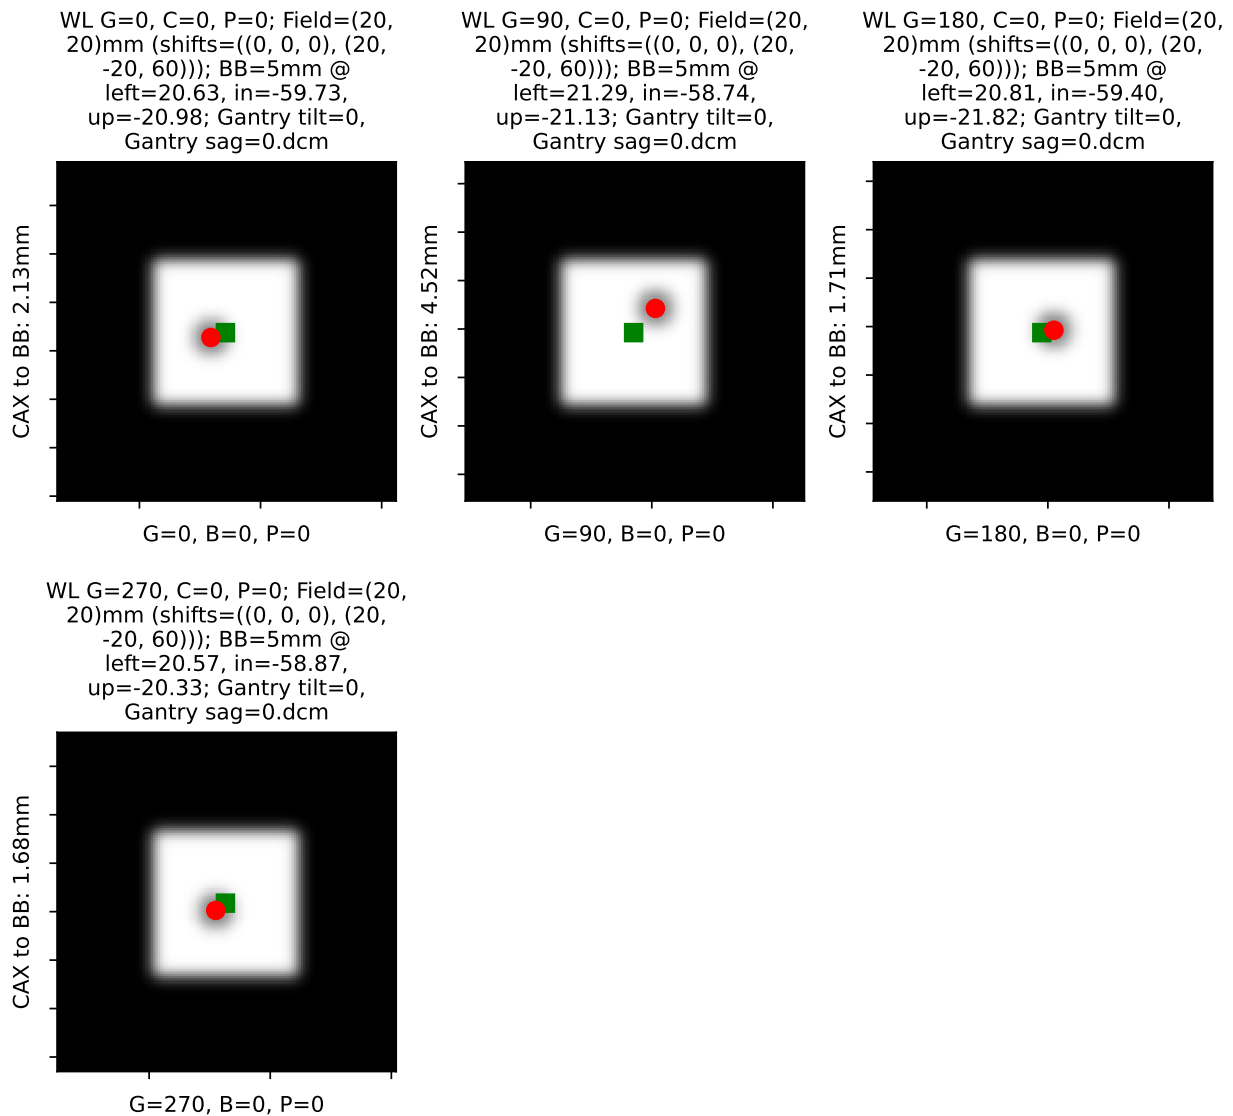 WL G=0, C=0, P=0; Field=(20,
20)mm (shifts=((0, 0, 0), (20,
-20, 60))); BB=5mm @
left=20.63, in=-59.73,
up=-20.98; Gantry tilt=0,
Gantry sag=0.dcm
CAX to BB: 2.13mm
G=0, B=0, P=0
WL G=90, C=0, P=0; Field=(20,
20)mm (shifts=((0, 0, 0), (20,
-20, 60))); BB=5mm @
left=21.29, in=-58.74,
up=-21.13; Gantry tilt=0,
Gantry sag=0.dcm
CAX to BB: 4.52mm
G=90, B=0, P=0
WL G=180, C=0, P=0; Field=(20,
20)mm (shifts=((0, 0, 0), (20,
-20, 60))); BB=5mm @
left=20.81, in=-59.40,
up=-21.82; Gantry tilt=0,
Gantry sag=0.dcm
CAX to BB: 1.71mm
G=180, B=0, P=0
WL G=270, C=0, P=0; Field=(20,
20)mm (shifts=((0, 0, 0), (20,
-20, 60))); BB=5mm @
left=20.57, in=-58.87,
up=-20.33; Gantry tilt=0,
Gantry sag=0.dcm
CAX to BB: 1.68mm
G=270, B=0, P=0